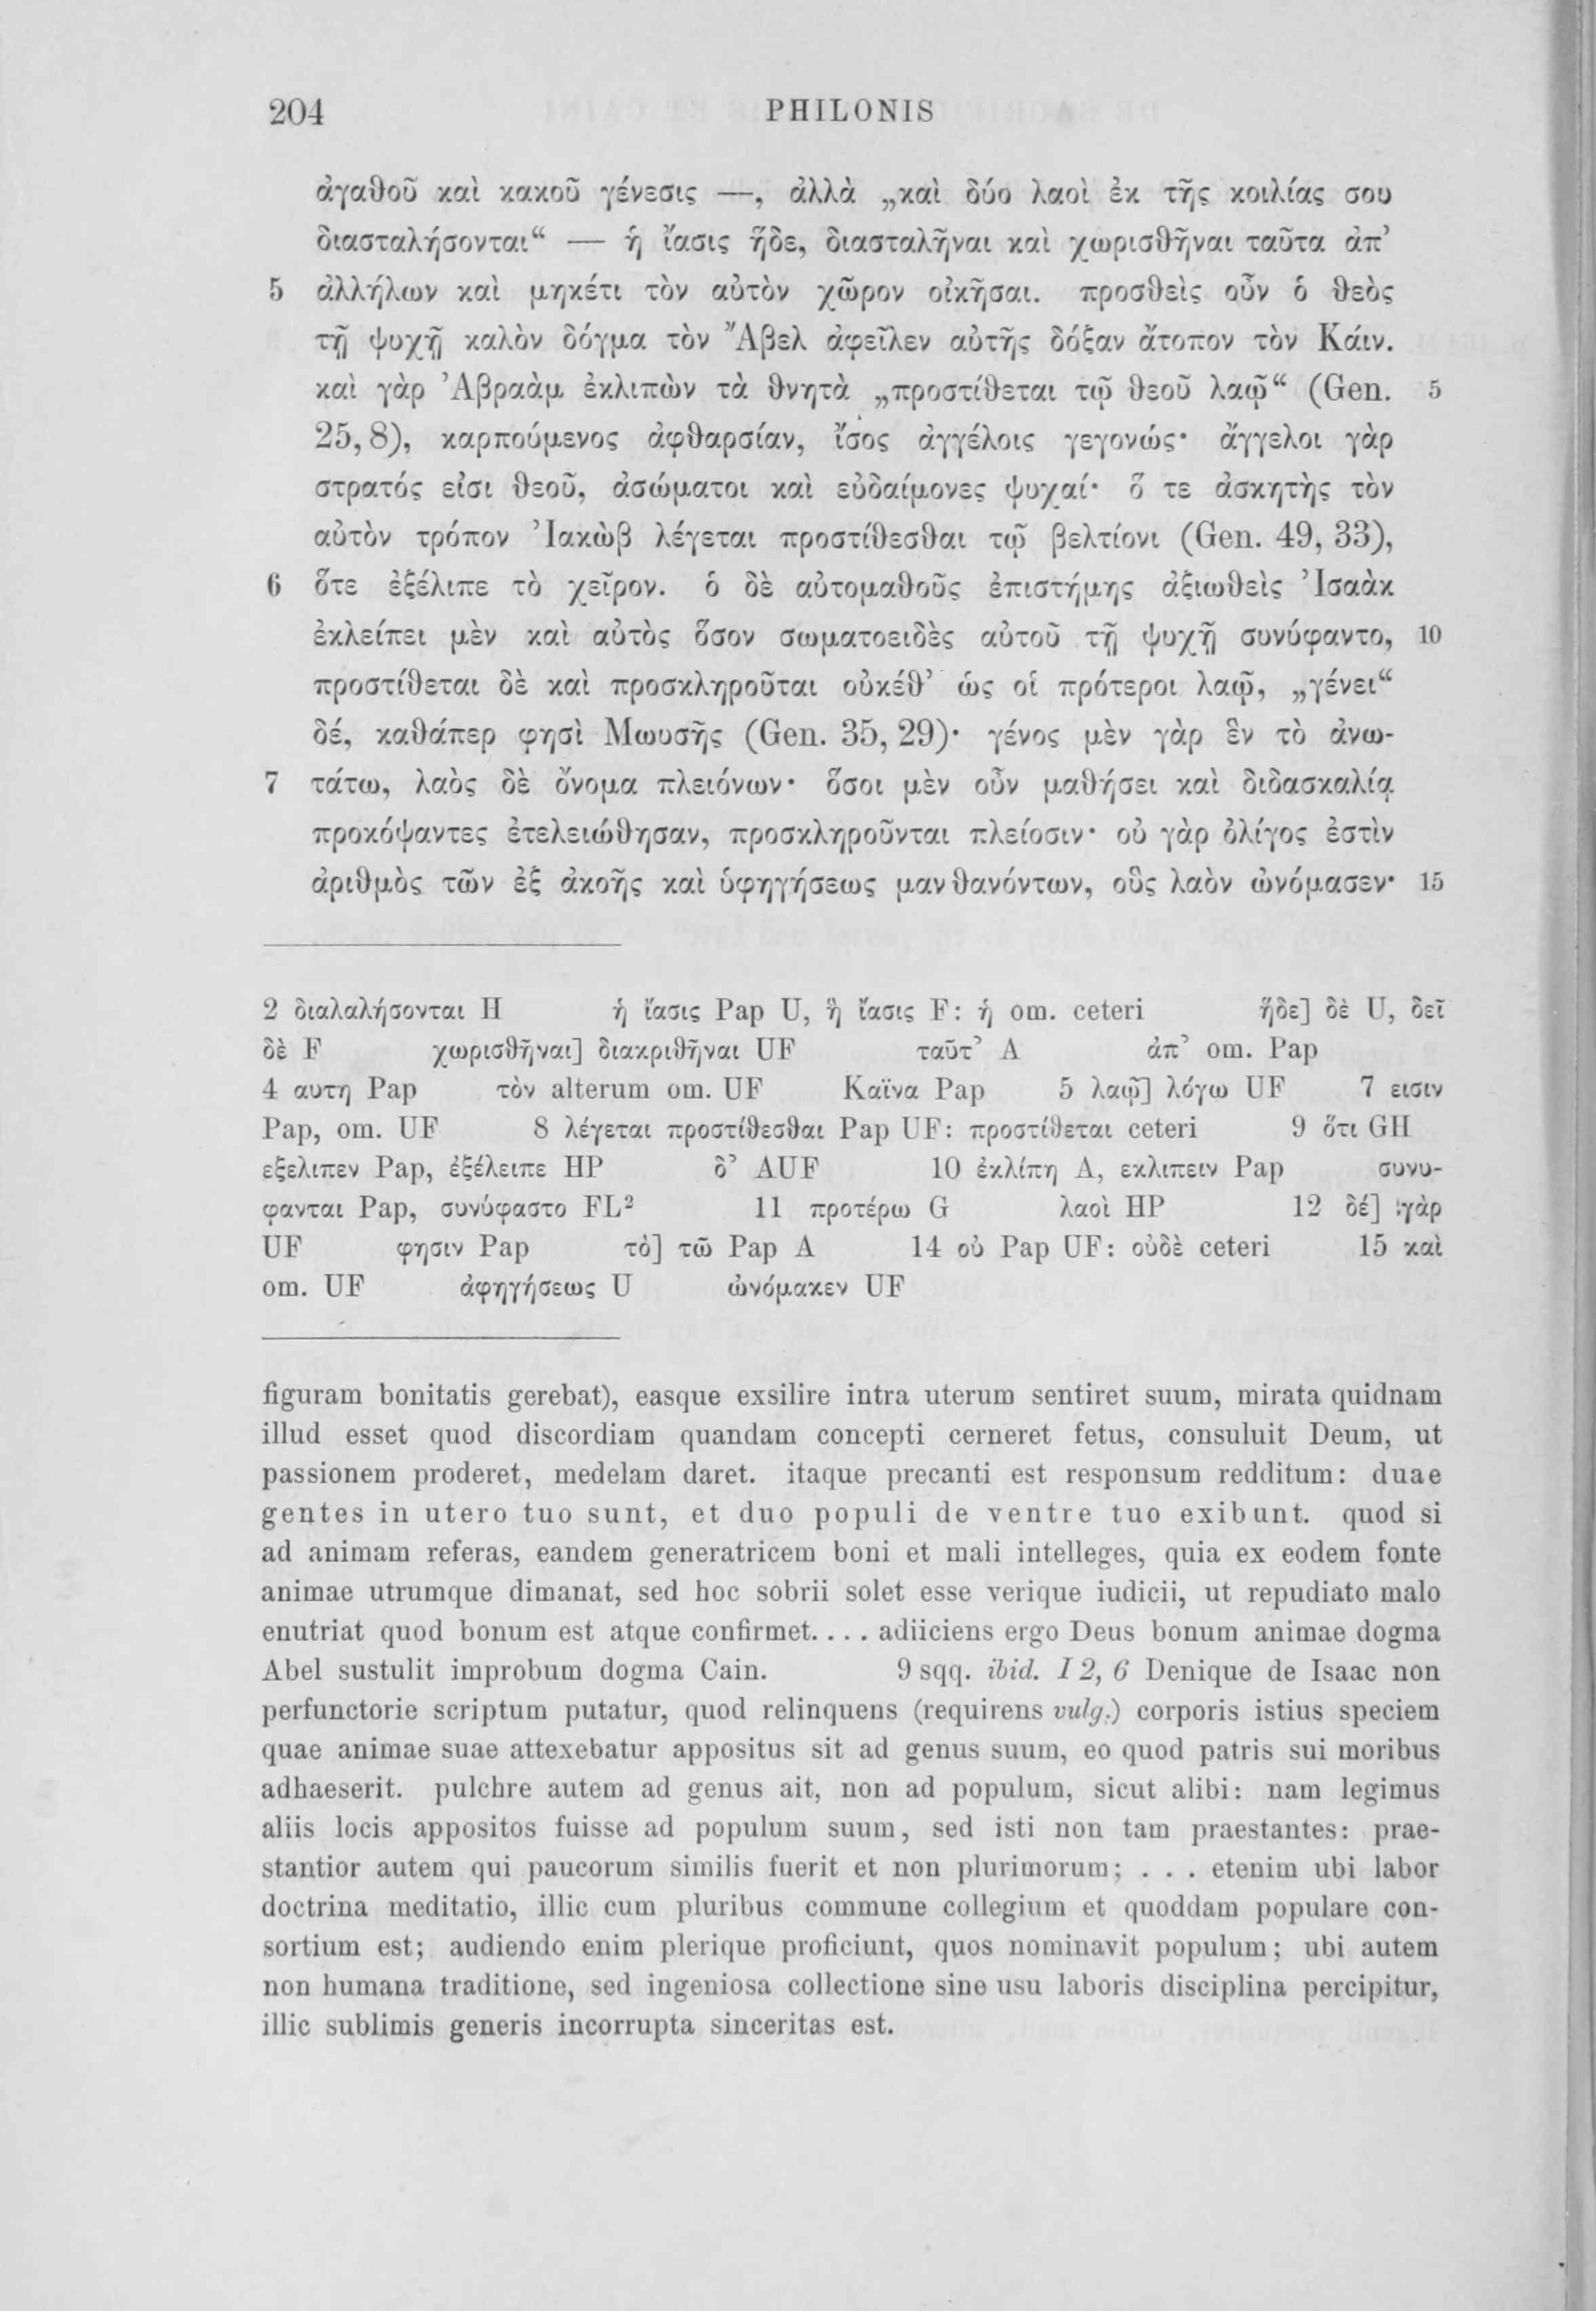 204 PHILONIS
ἀγαθοῦ καὶ κακοῦ γένεσις —, ἀλλὰ „καὶ δύο λαοὶ ἐκ τῆς κοιλίας σου
διασταλήσονται“ — ἡ ἴασις ἥδε, διασταλῆναι καὶ χωρισθῆναι ταῦτα ἀπ’
5 ἀλλήλων καὶ μηκέτι τὸν αὐτὸν χῶρον οἰκῆσαι. προσθεὶς οὖν ὁ θεὸς
τῇ ψυχῇ καλὸν δόγμα τὸν Ἄβελ ἀφεῖλεν αὐτῆς δόξαν ἄτοπον τὸν Κάιν.
καὶ γὰρ Ἀβραὰμ ἐκλιπὼν τὰ θνητὰ „προστίθεται τῷ θεοῦ λαῷ“ (Gen. 5
25, 8), καρπούμενος ἀφθαρσίαν, ἴσος ἀγγέλοις γεγονώς· ἄγγελοι γὰρ
στρατός εἰσι θεοῦ, ἀσώματοι καὶ εὐδαίμονες ψυχαί· ὅ τε ἀσκητὴς τὸν
αὐτὸν τρόπον Ἰακὼβ λέγεται προστίθεσθαι τῷ βελτίονι (Gen. 49, 33),
6 ὅτε ἐξέλιπε τὸ χεῖρον. ὁ δὲ αὐτομαθοῦς ἐπιστήμης ἀξιωθεὶς Ἰσαὰκ
ἐκλείπει μὲν καὶ αὐτὸς ὅσον σωματοειδὲς αὐτοῦ τῇ ψυχῇ συνύφαντο, 10
προστίθεται δὲ καὶ προσκληροῦται οὐκέθ’ ὡς οἱ πρότεροι λαῷ, „γένει“
δέ, καθάπερ φησὶ Μωυσῆς (Gen. 35, 29)· γένος μὲν γὰρ ἓν τὸ ἀνω-
7 τάτω, λαὸς δὲ ὄνομα πλειόνων· ὅσοι μὲν οὖν μαθήσει καὶ διδασκαλίᾳ
προκόψαντες ἐτελειώθησαν, προσκληροῦνται πλείοσιν· οὐ γὰρ ὀλίγος ἐστὶν
ἀριθμὸς τῶν ἐξ ἀκοῆς καὶ ὑφηγήσεως μανθανόντων, οὓς λαὸν ὠνόμασεν· 15
2 διαλαλήσονται H ἡ ἴασις Pap U, ἢ ἴασις F: ἡ om. ceteri ἥδε] δὲ U, δεῖ
δὲ F χωρισθῆναι] διακριθῆναι UF ταῦτ’ A ἀπ’ om. Pap
4 αυτη Pap τὸν alterum om. UF Καϊνα Pap 5 λαῷ] λόγω UF 7 εισιν
Pap, om. UF 8 λέγεται προστίθεσθαι Pap UF: προστίθεται ceteri 9 ὅτι GH
εξελιπεν Pap, ἐξέλειπε HP δ’ AUF 10 ἐκλίπη A, εκλιπειν Pap συνυ-
φανται Pap, συνύφαστο FL² 11 προτέρω G λαοὶ HP 12 δέ] γὰρ
UF φησιν Pap τὸ] τῶ Pap A 14 οὐ Pap UF: οὐδὲ ceteri 15 καὶ
om. UF ἀφηγήσεως U ὠνόμακεν UF
figuram bonitatis gerebat), easque exsilire intra uterum sentiret suum, mirata quidnam
illud esset quod discordiam quandam concepti cerneret fetus, consuluit Deum, ut
passionem proderet, medelam daret. itaque precanti est responsum redditum: duae
gentes in utero tuo sunt, et duo populi de ventre tuo exibunt. quod si
ad animam referas, eandem generatricem boni et mali intelleges, quia ex eodem fonte
animae utrumque dimanat, sed hoc sobrii solet esse verique iudicii, ut repudiato malo
enutriat quod bonum est atque confirmet. . . . adiiciens ergo Deus bonum animae dogma
Abel sustulit improbum dogma Cain. 9 sqq. ibid. I 2, 6 Denique de Isaac non
perfunctorie scriptum putatur, quod relinquens (requirens vulg.) corporis istius speciem
quae animae suae attexebatur appositus sit ad genus suum, eo quod patris sui moribus
adhaeserit. pulchre autem ad genus ait, non ad populum, sicut alibi: nam legimus
aliis locis appositos fuisse ad populum suum, sed isti non tam praestantes: prae-
stantior autem qui paucorum similis fuerit et non plurimorum; . . . etenim ubi labor
doctrina meditatio, illic cum pluribus commune collegium et quoddam populare con-
sortium est; audiendo enim plerique proficiunt, quos nominavit populum; ubi autem
non humana traditione, sed ingeniosa collectione sine usu laboris disciplina percipitur,
illic sublimis generis incorrupta sinceritas est.